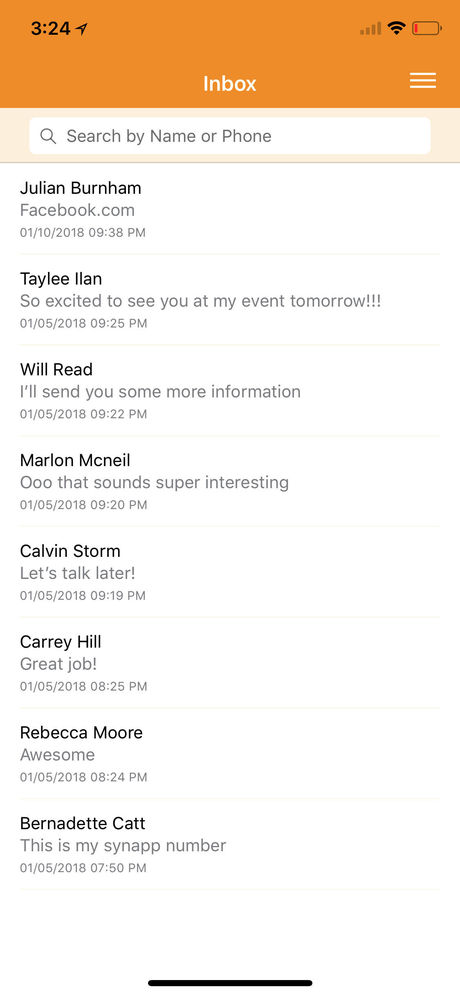 3:24
Inbox
Search by Name or Phone
Julian Burnham
Facebook.com
01/10/2018 09:38 PM
Taylee Ilan
So excited to see you at my event tomorrow!!!
01/05/2018 09:25 PM
Will Read
I’ll send you some more information
01/05/2018 09:22 PM
Marlon Mcneil
Ooo that sounds super interesting
01/05/2018 09:20 PM
Calvin Storm
Let’s talk later!
01/05/2018 09:19 PM
Carrey Hill
Great job!
01/05/2018 08:25 PM
Rebecca Moore
Awesome
01/05/2018 08:24 PM
Bernadette Catt
This is my synapp number
01/05/2018 07:50 PM